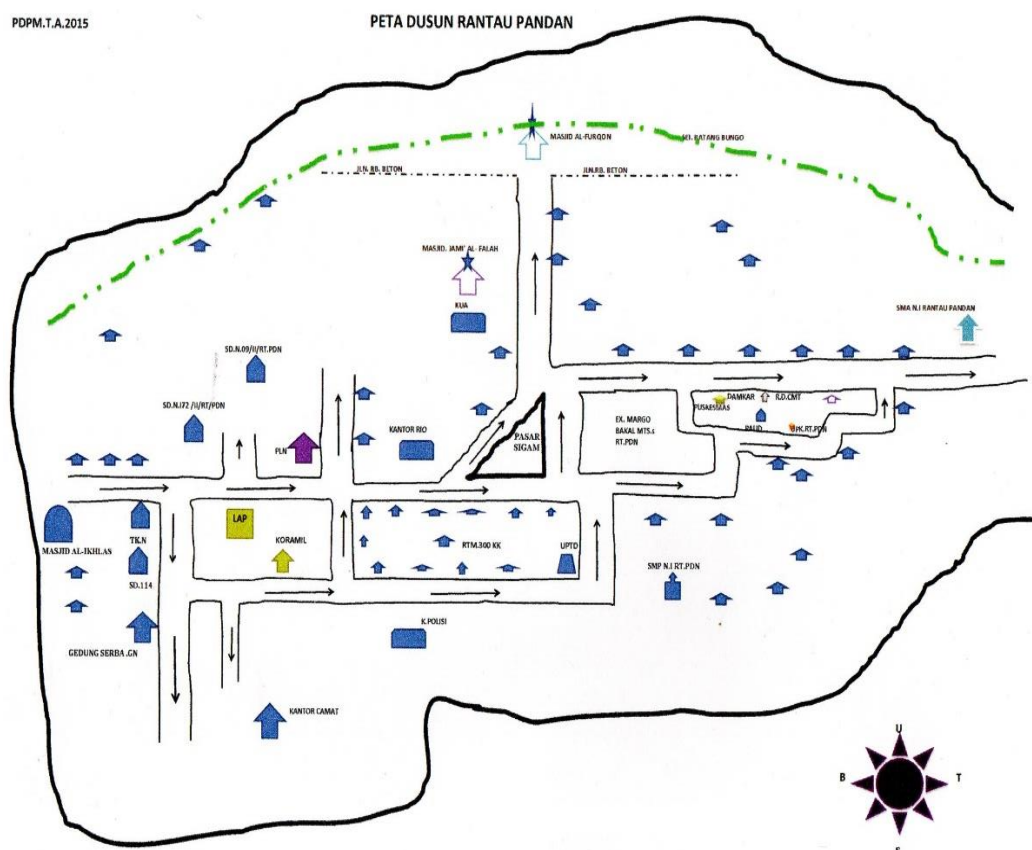 PDPM.T.A.2015
PETA DUSUN RANTAU PANDAN
MASJID AL-FURQON
SEI. BATANG BUNGO
JLN. RB. BETON
JLN.RB. BETON
MASJID. JAMI' AL- FALAH
KUA
SMA N.I RANTAU PANDAN
SD.N.09/II/RT.PDN
SD.N.172 /II/RT/PDN
PLN
KANTOR RIO
PASAR
SIGAM
EX. MARGO
BAKAL MTS.s
RT.PDN
PUSKESMAS
DAMKAR
R.D.CMT
PAUD
RT.PDN
MASJID AL-IKHLAS
TK.N
SD.114
GEDUNG SERBA .GN
LAP
KORAMIL
RTM.300 KK
UPTD
SMP N.I RT.PDN
K.POLISI
KANTOR CAMAT
U
B
T
S